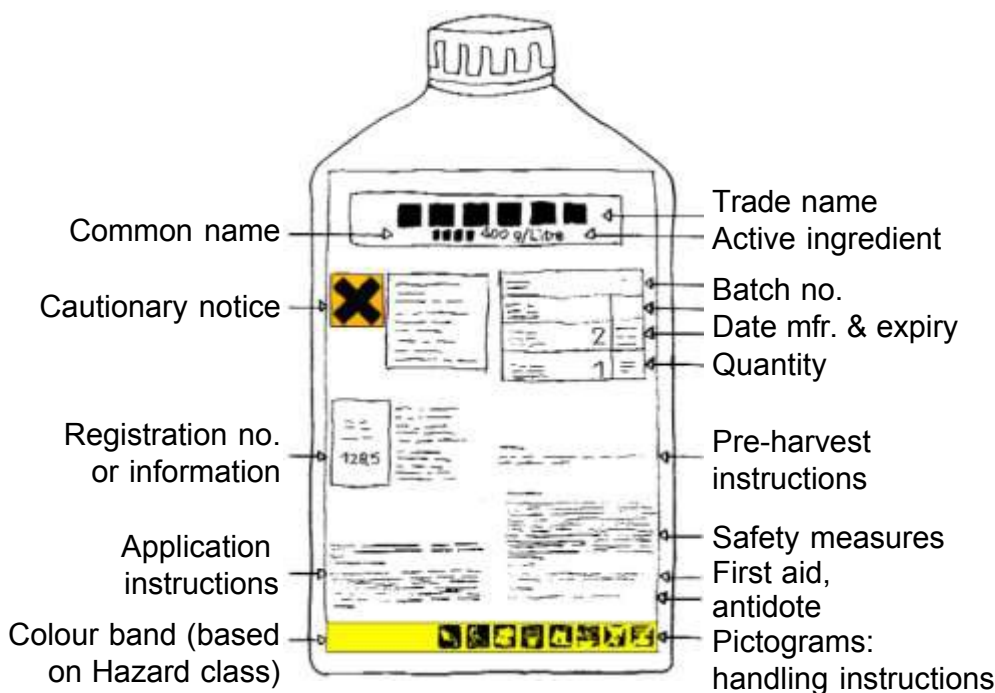 Common name
Cautionary notice
Registration no.
or information
Application
instructions
Colour band (based
on Hazard class)
400 g/Litre
2
1
1285
Trade name
Active ingredient
Batch no.
Date mfr. & expiry
Quantity
Pre-harvest
instructions
Safety measures
First aid,
antidote
Pictograms:
handling instructions